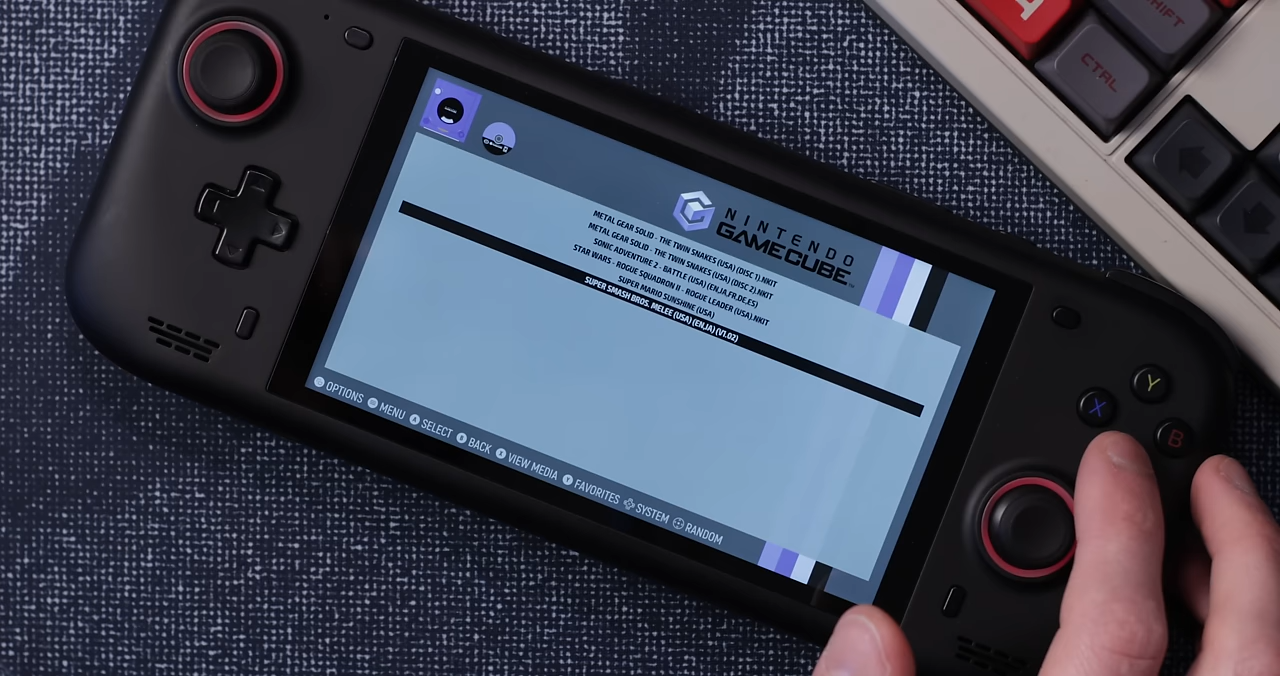 NINTENDO
GAMECUBE
METAL GEAR SOLID - THE TWIN SNAKES (USA) (DISC 1).NKIT
METAL GEAR SOLID - THE TWIN SNAKES (USA) (DISC 2).NKIT
SONIC ADVENTURE 2 - BATTLE (USA) (EN,JA,FR,DE,ES)
STAR WARS - ROGUE SQUADRON II - ROGUE LEADER (USA).NKIT
SUPER MARIO SUNSHINE (USA)
SUPER SMASH BROS. MELEE (USA) (EN,JA) (V1.02)
OPTIONS MENU SELECT BACK VIEW MEDIA FAVORITES SYSTEM RANDOM
Y
X
B
SHIFT
CTRL